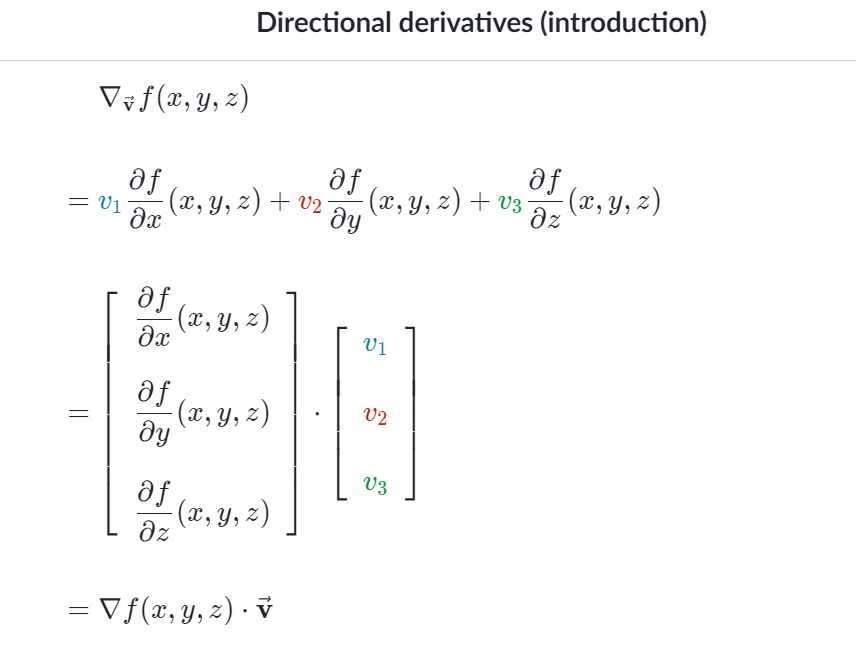 Directional derivatives (introduction)
∇_v⃗ f(x, y, z)
= v₁ ∂f/∂x (x, y, z) + v₂ ∂f/∂y (x, y, z) + v₃ ∂f/∂z (x, y, z)
= [ ∂f/∂x (x, y, z) ; ∂f/∂y (x, y, z) ; ∂f/∂z (x, y, z) ] · [ v₁ ; v₂ ; v₃ ]
= ∇f(x, y, z) · v⃗